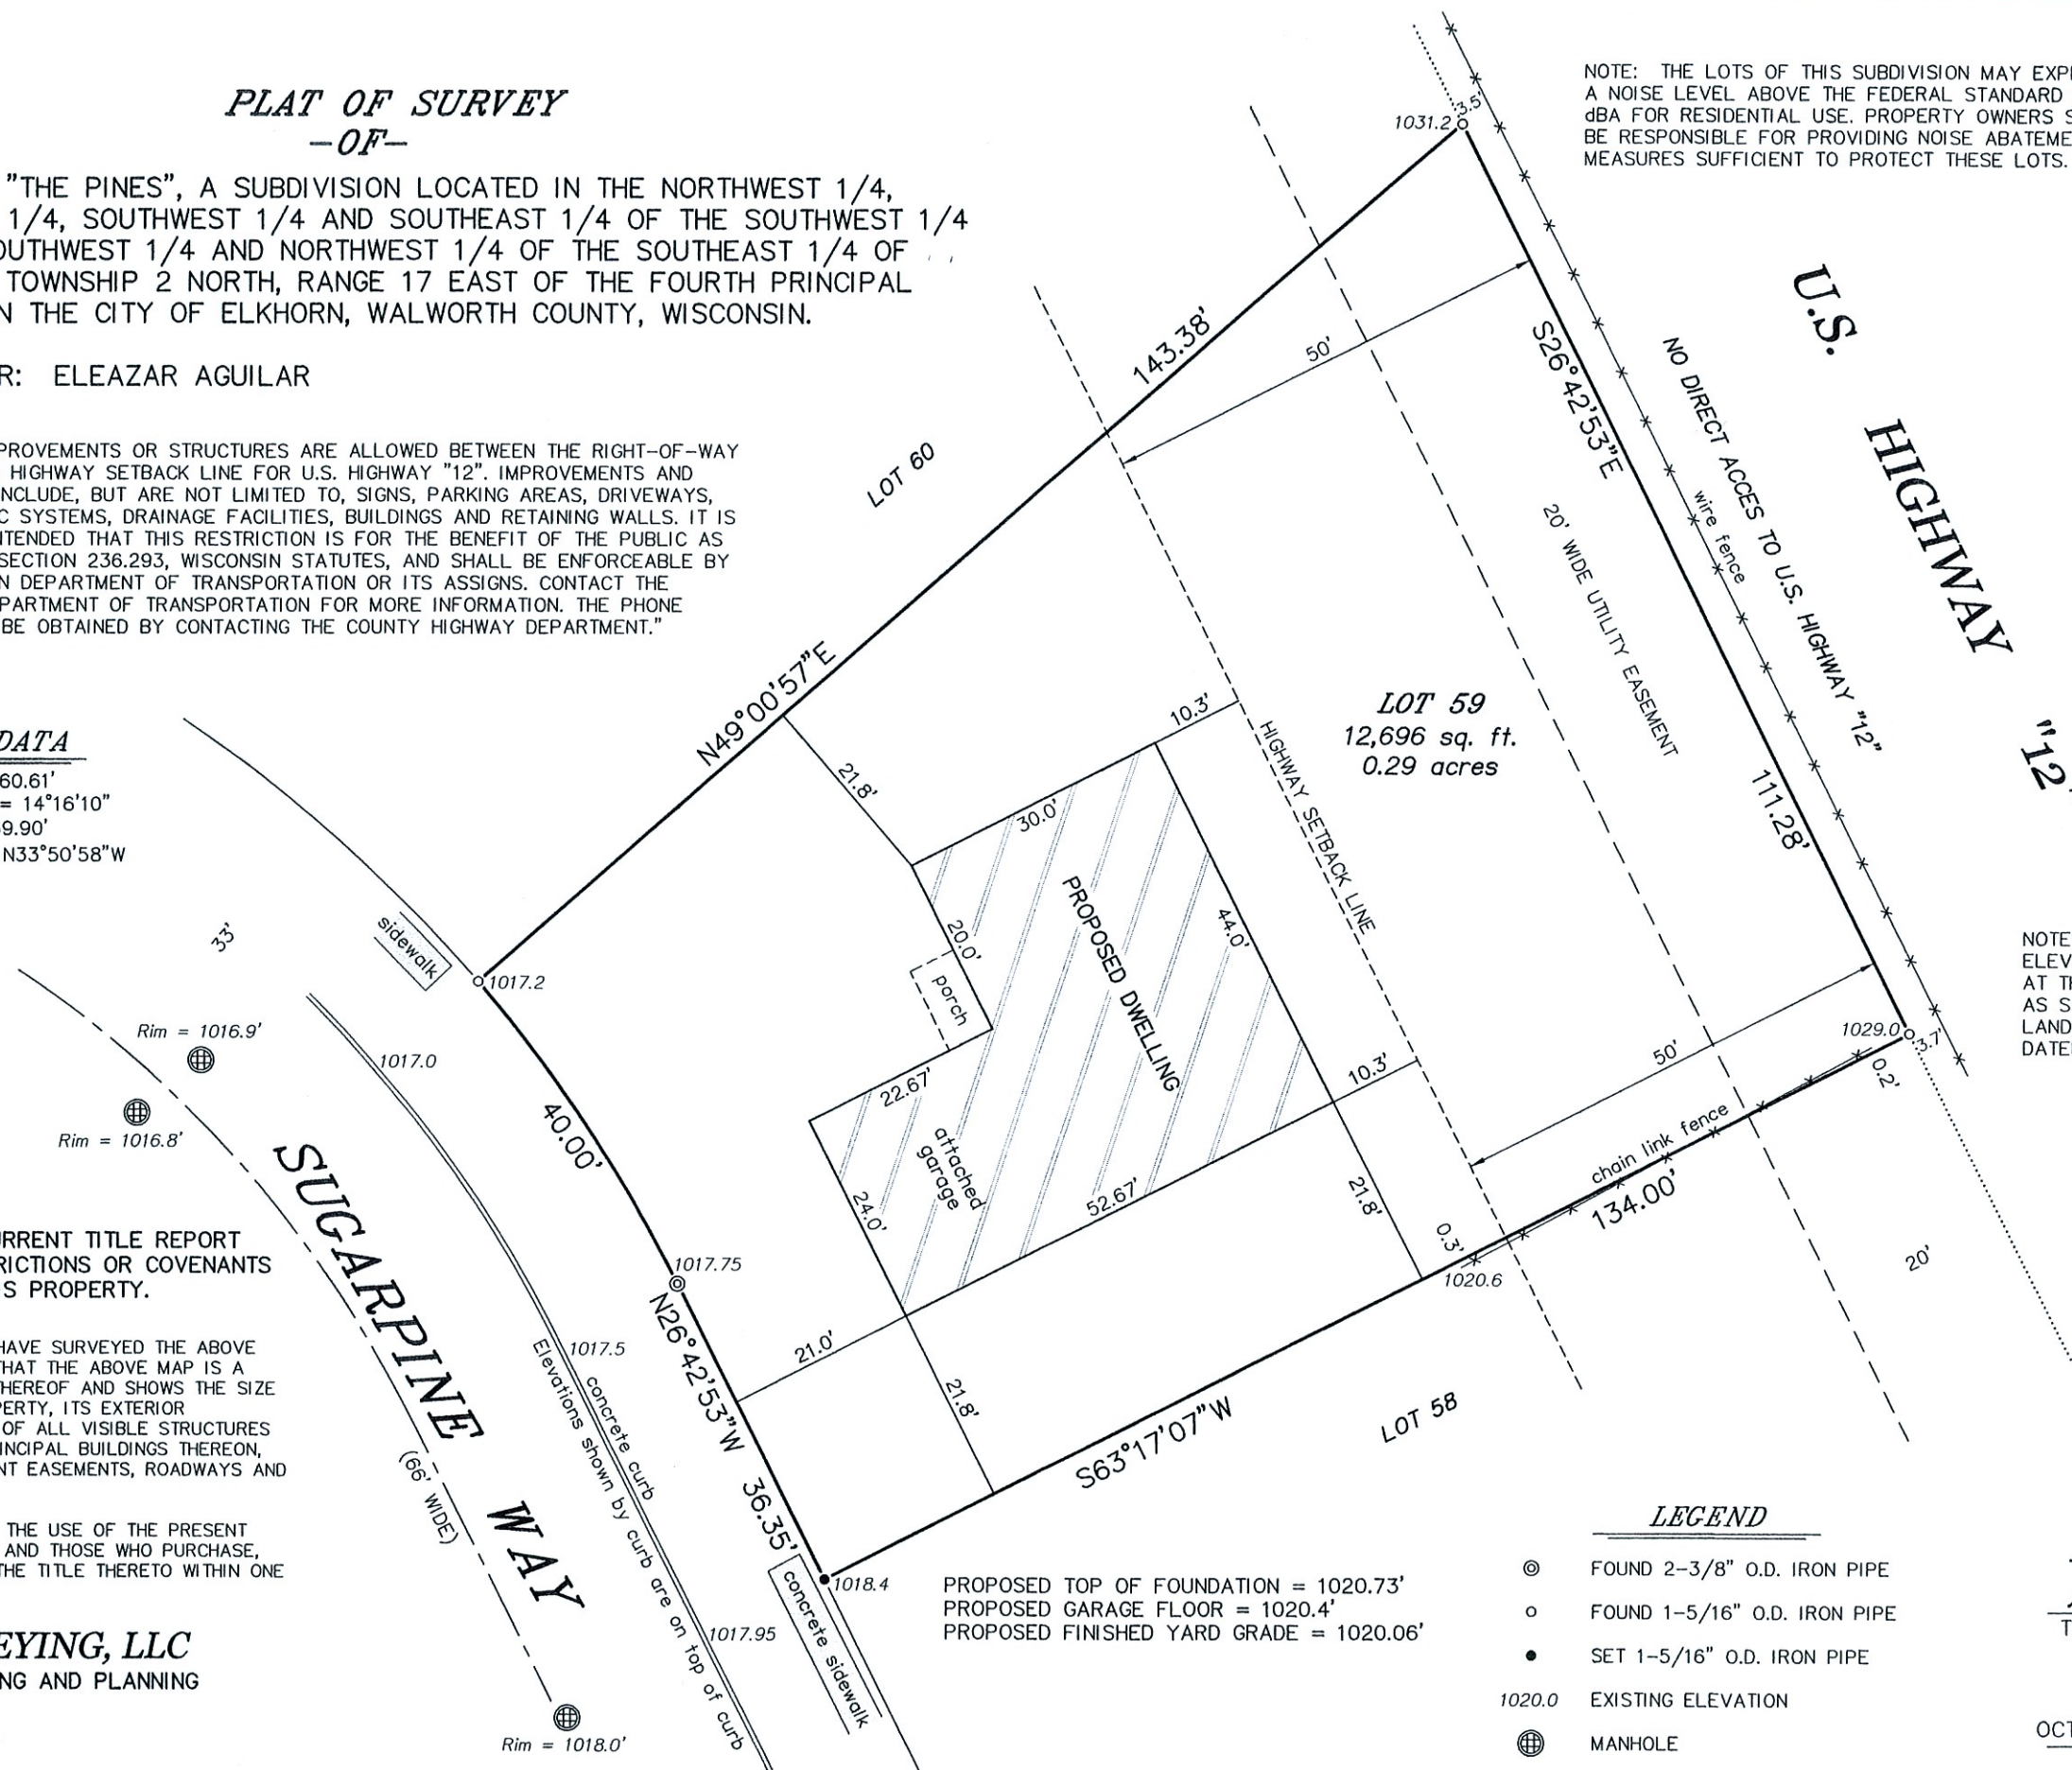 PLAT OF SURVEY
-OF-
"THE PINES", A SUBDIVISION LOCATED IN THE NORTHWEST 1/4,
1/4, SOUTHWEST 1/4 AND SOUTHEAST 1/4 OF THE SOUTHWEST 1/4
OUTHWEST 1/4 AND NORTHWEST 1/4 OF THE SOUTHEAST 1/4 OF
TOWNSHIP 2 NORTH, RANGE 17 EAST OF THE FOURTH PRINCIPAL
N THE CITY OF ELKHORN, WALWORTH COUNTY, WISCONSIN.
R: ELEAZAR AGUILAR
PROVEMENTS OR STRUCTURES ARE ALLOWED BETWEEN THE RIGHT-OF-WAY
HIGHWAY SETBACK LINE FOR U.S. HIGHWAY "12". IMPROVEMENTS AND
NCLUDE, BUT ARE NOT LIMITED TO, SIGNS, PARKING AREAS, DRIVEWAYS,
C SYSTEMS, DRAINAGE FACILITIES, BUILDINGS AND RETAINING WALLS. IT IS
NTENDED THAT THIS RESTRICTION IS FOR THE BENEFIT OF THE PUBLIC AS
SECTION 236.293, WISCONSIN STATUTES, AND SHALL BE ENFORCEABLE BY
N DEPARTMENT OF TRANSPORTATION OR ITS ASSIGNS. CONTACT THE
PARTMENT OF TRANSPORTATION FOR MORE INFORMATION. THE PHONE
BE OBTAINED BY CONTACTING THE COUNTY HIGHWAY DEPARTMENT."
DATA
60.61'
= 14°16'10"
9.90'
N33°50'58"W
NOTE: THE LOTS OF THIS SUBDIVISION MAY EXP
A NOISE LEVEL ABOVE THE FEDERAL STANDARD
dBA FOR RESIDENTIAL USE. PROPERTY OWNERS S
BE RESPONSIBLE FOR PROVIDING NOISE ABATEME
MEASURES SUFFICIENT TO PROTECT THESE LOTS.
1031.2
3.5'
143.38'
50'
S26°42'53"E
U.S.
HIGHWAY
"12"
NO DIRECT ACCES TO U.S. HIGHWAY "12"
wire fence
LOT 60
20' WIDE UTILITY EASEMENT
N49°00'57"E
LOT 59
12,696 sq. ft.
0.29 acres
10.3'
HIGHWAY SETBACK LINE
21.8'
30.0'
111.28'
PROPOSED DWELLING
44.0'
20.0'
porch
33'
sidewalk
1017.2
Rim = 1016.9'
1017.0
Rim = 1016.8'
22.67'
10.3'
50'
1029.0
3.7'
0.2'
40.00'
attached
garage
24.0'
52.67'
21.8'
chain link fence
134.00'
0.3'
1020.6
20'
NOTE
ELEV
AT TH
AS S
LAND
DATE
SUGARPINE
WAY
(66' WIDE)
1017.75
N26°42'53"W
1017.5
21.0'
21.8'
concrete curb
Elevations shown by curb are on top of curb
S63°17'07"W
LOT 58
36.35'
1018.4
concrete sidewalk
1017.95
Rim = 1018.0'
URRENT TITLE REPORT
RICTIONS OR COVENANTS
S PROPERTY.
HAVE SURVEYED THE ABOVE
THAT THE ABOVE MAP IS A
HEREOF AND SHOWS THE SIZE
PERTY, ITS EXTERIOR
OF ALL VISIBLE STRUCTURES
INCIPAL BUILDINGS THEREON,
NT EASEMENTS, ROADWAYS AND
THE USE OF THE PRESENT
AND THOSE WHO PURCHASE,
THE TITLE THERETO WITHIN ONE
EYING, LLC
NG AND PLANNING
PROPOSED TOP OF FOUNDATION = 1020.73'
PROPOSED GARAGE FLOOR = 1020.4'
PROPOSED FINISHED YARD GRADE = 1020.06'
LEGEND
FOUND 2-3/8" O.D. IRON PIPE
FOUND 1-5/16" O.D. IRON PIPE
SET 1-5/16" O.D. IRON PIPE
1020.0 EXISTING ELEVATION
MANHOLE
OCT